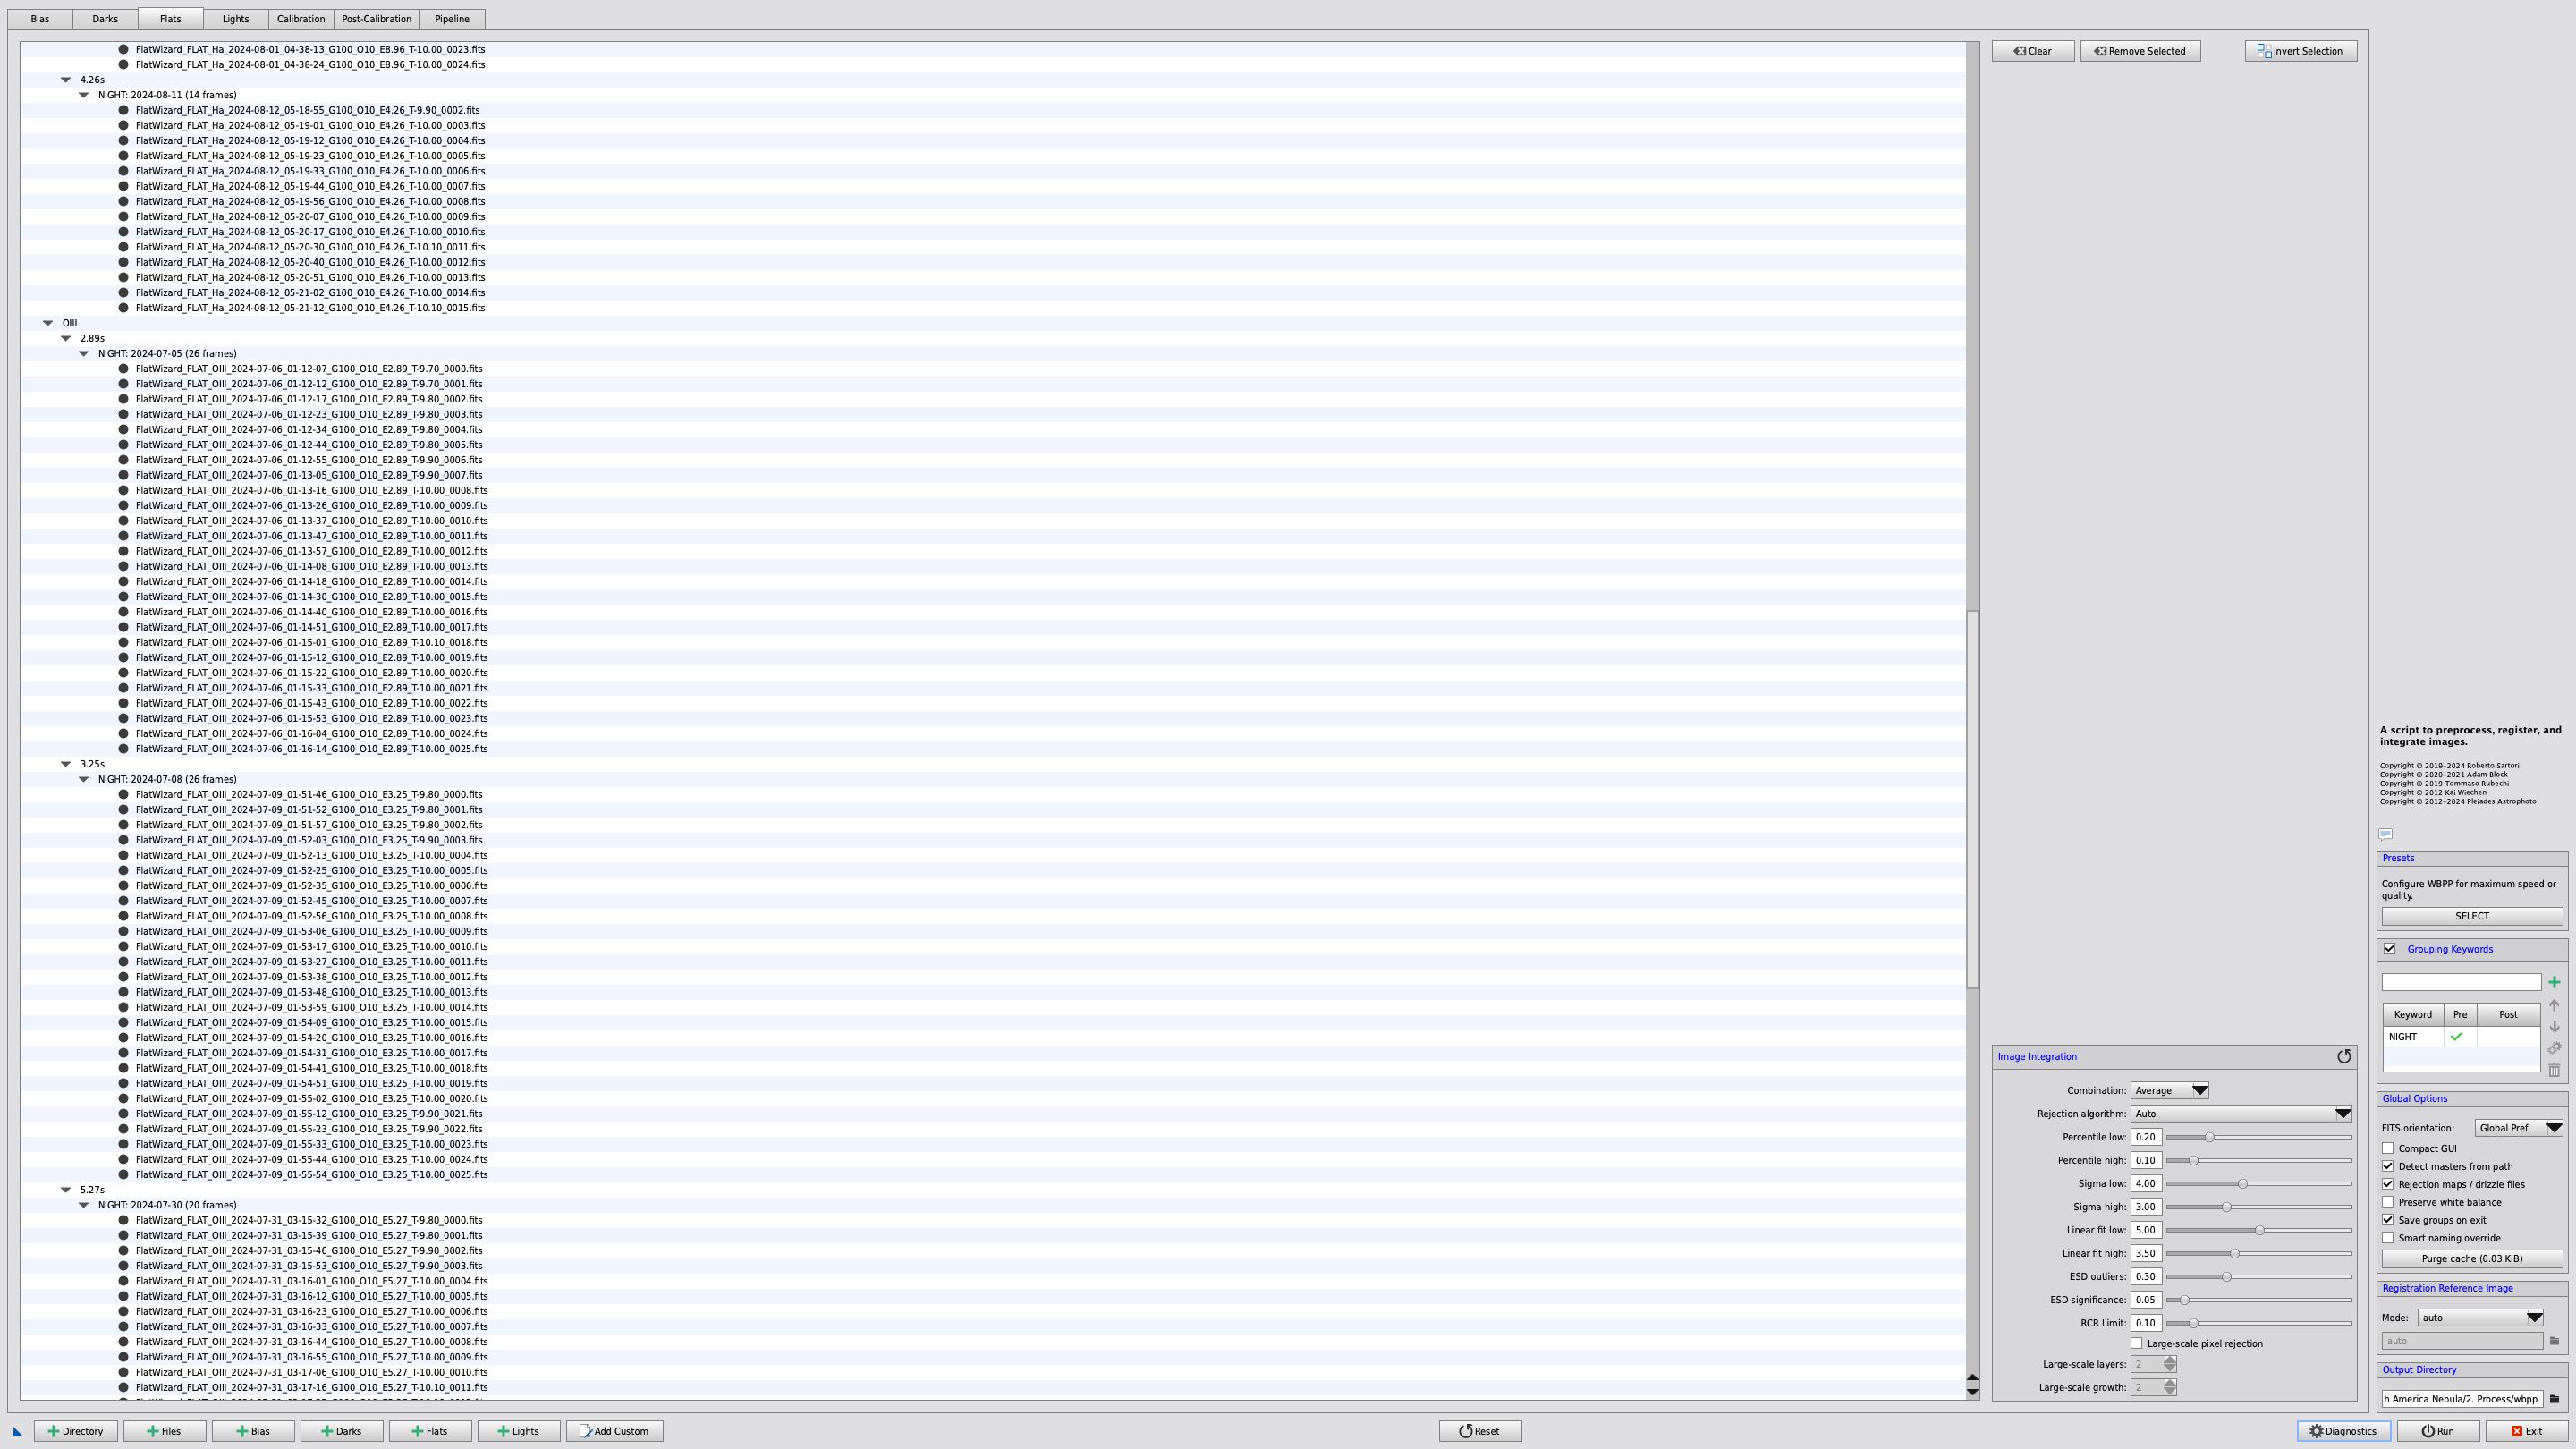 Bias Darks Flats Lights Calibration Post-Calibration Pipeline
FlatWizard_FLAT_Ha_2024-08-01_04-38-13_G100_O10_E8.96_T-10.00_0023.fits
FlatWizard_FLAT_Ha_2024-08-01_04-38-24_G100_O10_E8.96_T-10.00_0024.fits
4.26s
NIGHT: 2024-08-11 (14 frames)
FlatWizard_FLAT_Ha_2024-08-12_05-18-55_G100_O10_E4.26_T-9.90_0002.fits
FlatWizard_FLAT_Ha_2024-08-12_05-19-01_G100_O10_E4.26_T-10.00_0003.fits
FlatWizard_FLAT_Ha_2024-08-12_05-19-12_G100_O10_E4.26_T-10.00_0004.fits
FlatWizard_FLAT_Ha_2024-08-12_05-19-23_G100_O10_E4.26_T-10.00_0005.fits
FlatWizard_FLAT_Ha_2024-08-12_05-19-33_G100_O10_E4.26_T-10.00_0006.fits
FlatWizard_FLAT_Ha_2024-08-12_05-19-44_G100_O10_E4.26_T-10.00_0007.fits
FlatWizard_FLAT_Ha_2024-08-12_05-19-56_G100_O10_E4.26_T-10.00_0008.fits
FlatWizard_FLAT_Ha_2024-08-12_05-20-07_G100_O10_E4.26_T-10.00_0009.fits
FlatWizard_FLAT_Ha_2024-08-12_05-20-17_G100_O10_E4.26_T-10.00_0010.fits
FlatWizard_FLAT_Ha_2024-08-12_05-20-30_G100_O10_E4.26_T-10.10_0011.fits
FlatWizard_FLAT_Ha_2024-08-12_05-20-40_G100_O10_E4.26_T-10.00_0012.fits
FlatWizard_FLAT_Ha_2024-08-12_05-20-51_G100_O10_E4.26_T-10.00_0013.fits
FlatWizard_FLAT_Ha_2024-08-12_05-21-02_G100_O10_E4.26_T-10.00_0014.fits
FlatWizard_FLAT_Ha_2024-08-12_05-21-12_G100_O10_E4.26_T-10.10_0015.fits
OIII
2.89s
NIGHT: 2024-07-05 (26 frames)
FlatWizard_FLAT_OIII_2024-07-06_01-12-07_G100_O10_E2.89_T-9.70_0000.fits
FlatWizard_FLAT_OIII_2024-07-06_01-12-12_G100_O10_E2.89_T-9.70_0001.fits
FlatWizard_FLAT_OIII_2024-07-06_01-12-17_G100_O10_E2.89_T-9.80_0002.fits
FlatWizard_FLAT_OIII_2024-07-06_01-12-23_G100_O10_E2.89_T-9.80_0003.fits
FlatWizard_FLAT_OIII_2024-07-06_01-12-34_G100_O10_E2.89_T-9.80_0004.fits
FlatWizard_FLAT_OIII_2024-07-06_01-12-44_G100_O10_E2.89_T-9.80_0005.fits
FlatWizard_FLAT_OIII_2024-07-06_01-12-55_G100_O10_E2.89_T-9.90_0006.fits
FlatWizard_FLAT_OIII_2024-07-06_01-13-05_G100_O10_E2.89_T-9.90_0007.fits
FlatWizard_FLAT_OIII_2024-07-06_01-13-16_G100_O10_E2.89_T-10.00_0008.fits
FlatWizard_FLAT_OIII_2024-07-06_01-13-26_G100_O10_E2.89_T-10.00_0009.fits
FlatWizard_FLAT_OIII_2024-07-06_01-13-37_G100_O10_E2.89_T-10.00_0010.fits
FlatWizard_FLAT_OIII_2024-07-06_01-13-47_G100_O10_E2.89_T-10.00_0011.fits
FlatWizard_FLAT_OIII_2024-07-06_01-13-57_G100_O10_E2.89_T-10.00_0012.fits
FlatWizard_FLAT_OIII_2024-07-06_01-14-08_G100_O10_E2.89_T-10.00_0013.fits
FlatWizard_FLAT_OIII_2024-07-06_01-14-18_G100_O10_E2.89_T-10.00_0014.fits
FlatWizard_FLAT_OIII_2024-07-06_01-14-30_G100_O10_E2.89_T-10.00_0015.fits
FlatWizard_FLAT_OIII_2024-07-06_01-14-40_G100_O10_E2.89_T-10.00_0016.fits
FlatWizard_FLAT_OIII_2024-07-06_01-14-51_G100_O10_E2.89_T-10.00_0017.fits
FlatWizard_FLAT_OIII_2024-07-06_01-15-01_G100_O10_E2.89_T-10.10_0018.fits
FlatWizard_FLAT_OIII_2024-07-06_01-15-12_G100_O10_E2.89_T-10.00_0019.fits
FlatWizard_FLAT_OIII_2024-07-06_01-15-22_G100_O10_E2.89_T-10.00_0020.fits
FlatWizard_FLAT_OIII_2024-07-06_01-15-33_G100_O10_E2.89_T-10.00_0021.fits
FlatWizard_FLAT_OIII_2024-07-06_01-15-43_G100_O10_E2.89_T-10.00_0022.fits
FlatWizard_FLAT_OIII_2024-07-06_01-15-53_G100_O10_E2.89_T-10.00_0023.fits
FlatWizard_FLAT_OIII_2024-07-06_01-16-04_G100_O10_E2.89_T-10.00_0024.fits
FlatWizard_FLAT_OIII_2024-07-06_01-16-14_G100_O10_E2.89_T-10.00_0025.fits
3.25s
NIGHT: 2024-07-08 (26 frames)
FlatWizard_FLAT_OIII_2024-07-09_01-51-46_G100_O10_E3.25_T-9.80_0000.fits
FlatWizard_FLAT_OIII_2024-07-09_01-51-52_G100_O10_E3.25_T-9.80_0001.fits
FlatWizard_FLAT_OIII_2024-07-09_01-51-57_G100_O10_E3.25_T-9.80_0002.fits
FlatWizard_FLAT_OIII_2024-07-09_01-52-03_G100_O10_E3.25_T-9.90_0003.fits
FlatWizard_FLAT_OIII_2024-07-09_01-52-13_G100_O10_E3.25_T-10.00_0004.fits
FlatWizard_FLAT_OIII_2024-07-09_01-52-25_G100_O10_E3.25_T-10.00_0005.fits
FlatWizard_FLAT_OIII_2024-07-09_01-52-35_G100_O10_E3.25_T-10.00_0006.fits
FlatWizard_FLAT_OIII_2024-07-09_01-52-45_G100_O10_E3.25_T-10.00_0007.fits
FlatWizard_FLAT_OIII_2024-07-09_01-52-56_G100_O10_E3.25_T-10.00_0008.fits
FlatWizard_FLAT_OIII_2024-07-09_01-53-06_G100_O10_E3.25_T-10.00_0009.fits
FlatWizard_FLAT_OIII_2024-07-09_01-53-17_G100_O10_E3.25_T-10.00_0010.fits
FlatWizard_FLAT_OIII_2024-07-09_01-53-27_G100_O10_E3.25_T-10.00_0011.fits
FlatWizard_FLAT_OIII_2024-07-09_01-53-38_G100_O10_E3.25_T-10.00_0012.fits
FlatWizard_FLAT_OIII_2024-07-09_01-53-48_G100_O10_E3.25_T-10.00_0013.fits
FlatWizard_FLAT_OIII_2024-07-09_01-53-59_G100_O10_E3.25_T-10.00_0014.fits
FlatWizard_FLAT_OIII_2024-07-09_01-54-09_G100_O10_E3.25_T-10.00_0015.fits
FlatWizard_FLAT_OIII_2024-07-09_01-54-20_G100_O10_E3.25_T-10.00_0016.fits
FlatWizard_FLAT_OIII_2024-07-09_01-54-31_G100_O10_E3.25_T-10.00_0017.fits
FlatWizard_FLAT_OIII_2024-07-09_01-54-41_G100_O10_E3.25_T-10.00_0018.fits
FlatWizard_FLAT_OIII_2024-07-09_01-54-51_G100_O10_E3.25_T-10.00_0019.fits
FlatWizard_FLAT_OIII_2024-07-09_01-55-02_G100_O10_E3.25_T-10.00_0020.fits
FlatWizard_FLAT_OIII_2024-07-09_01-55-12_G100_O10_E3.25_T-9.90_0021.fits
FlatWizard_FLAT_OIII_2024-07-09_01-55-23_G100_O10_E3.25_T-9.90_0022.fits
FlatWizard_FLAT_OIII_2024-07-09_01-55-33_G100_O10_E3.25_T-10.00_0023.fits
FlatWizard_FLAT_OIII_2024-07-09_01-55-44_G100_O10_E3.25_T-10.00_0024.fits
FlatWizard_FLAT_OIII_2024-07-09_01-55-54_G100_O10_E3.25_T-10.00_0025.fits
5.27s
NIGHT: 2024-07-30 (20 frames)
FlatWizard_FLAT_OIII_2024-07-31_03-15-32_G100_O10_E5.27_T-9.80_0000.fits
FlatWizard_FLAT_OIII_2024-07-31_03-15-39_G100_O10_E5.27_T-9.80_0001.fits
FlatWizard_FLAT_OIII_2024-07-31_03-15-46_G100_O10_E5.27_T-9.90_0002.fits
FlatWizard_FLAT_OIII_2024-07-31_03-15-53_G100_O10_E5.27_T-9.90_0003.fits
FlatWizard_FLAT_OIII_2024-07-31_03-16-01_G100_O10_E5.27_T-10.00_0004.fits
FlatWizard_FLAT_OIII_2024-07-31_03-16-12_G100_O10_E5.27_T-10.00_0005.fits
FlatWizard_FLAT_OIII_2024-07-31_03-16-23_G100_O10_E5.27_T-10.00_0006.fits
FlatWizard_FLAT_OIII_2024-07-31_03-16-33_G100_O10_E5.27_T-10.00_0007.fits
FlatWizard_FLAT_OIII_2024-07-31_03-16-44_G100_O10_E5.27_T-10.00_0008.fits
FlatWizard_FLAT_OIII_2024-07-31_03-16-55_G100_O10_E5.27_T-10.00_0009.fits
FlatWizard_FLAT_OIII_2024-07-31_03-17-06_G100_O10_E5.27_T-10.00_0010.fits
FlatWizard_FLAT_OIII_2024-07-31_03-17-16_G100_O10_E5.27_T-10.10_0011.fits
Clear Remove Selected Invert Selection
Image Integration
Combination: Average
Rejection algorithm: Auto
Percentile low: 0.20
Percentile high: 0.10
Sigma low: 4.00
Sigma high: 3.00
Linear fit low: 5.00
Linear fit high: 3.50
ESD outliers: 0.30
ESD significance: 0.05
RCR Limit: 0.10
Large-scale pixel rejection
Large-scale layers: 2
Large-scale growth: 2
A script to preprocess, register, and
integrate images.
Copyright © 2019-2024 Roberto Sartori
Copyright © 2020-2021 Adam Block
Copyright © 2019 Tommaso Rubechi
Copyright © 2012 Kai Wiechen
Copyright © 2012-2024 Pleiades Astrophoto
Presets
Configure WBPP for maximum speed or
quality.
SELECT
Grouping Keywords
Keyword Pre Post
NIGHT
Global Options
FITS orientation: Global Pref
Compact GUI
Detect masters from path
Rejection maps / drizzle files
Preserve white balance
Save groups on exit
Smart naming override
Purge cache (0.03 KiB)
Registration Reference Image
Mode: auto
auto
Output Directory
America Nebula/2. Process/wbpp
Directory Files Bias Darks Flats Lights Add Custom Reset Diagnostics Run Exit